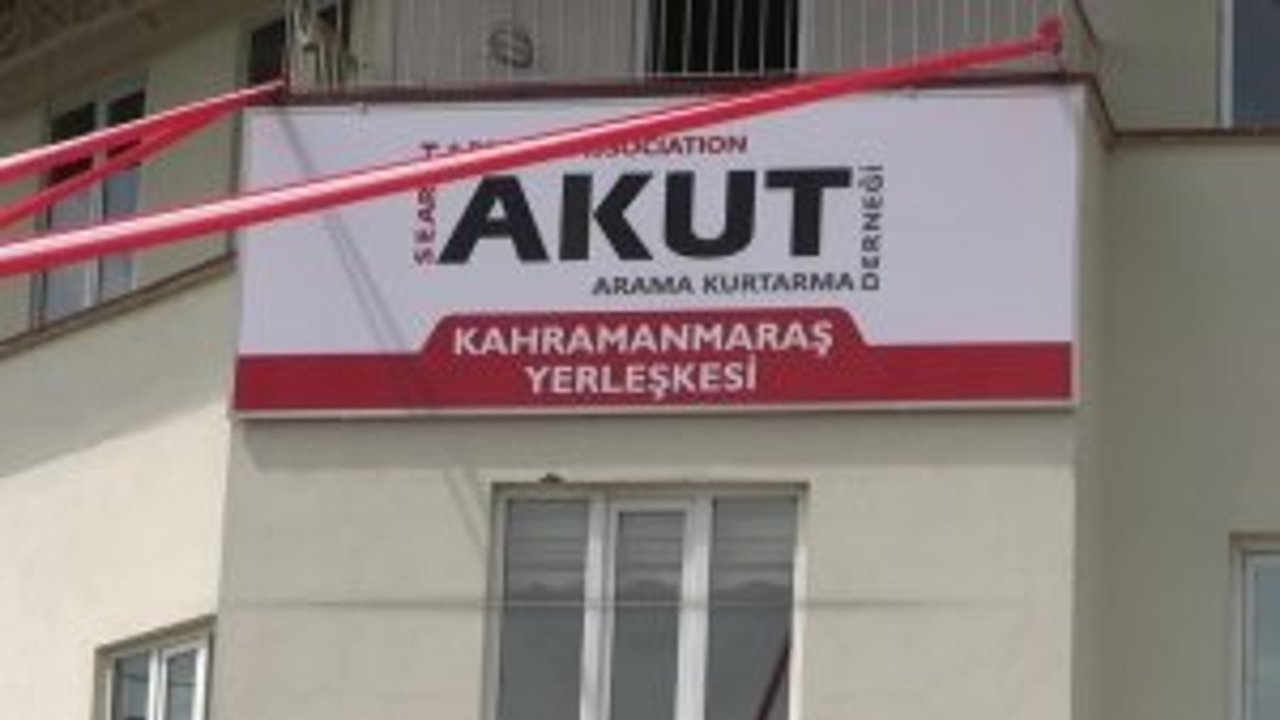 ASSOCIATION
AKUT
DERNEĞİ
ARAMA KURTARMA
KAHRAMANMARAŞ
YERLEŞKESİ